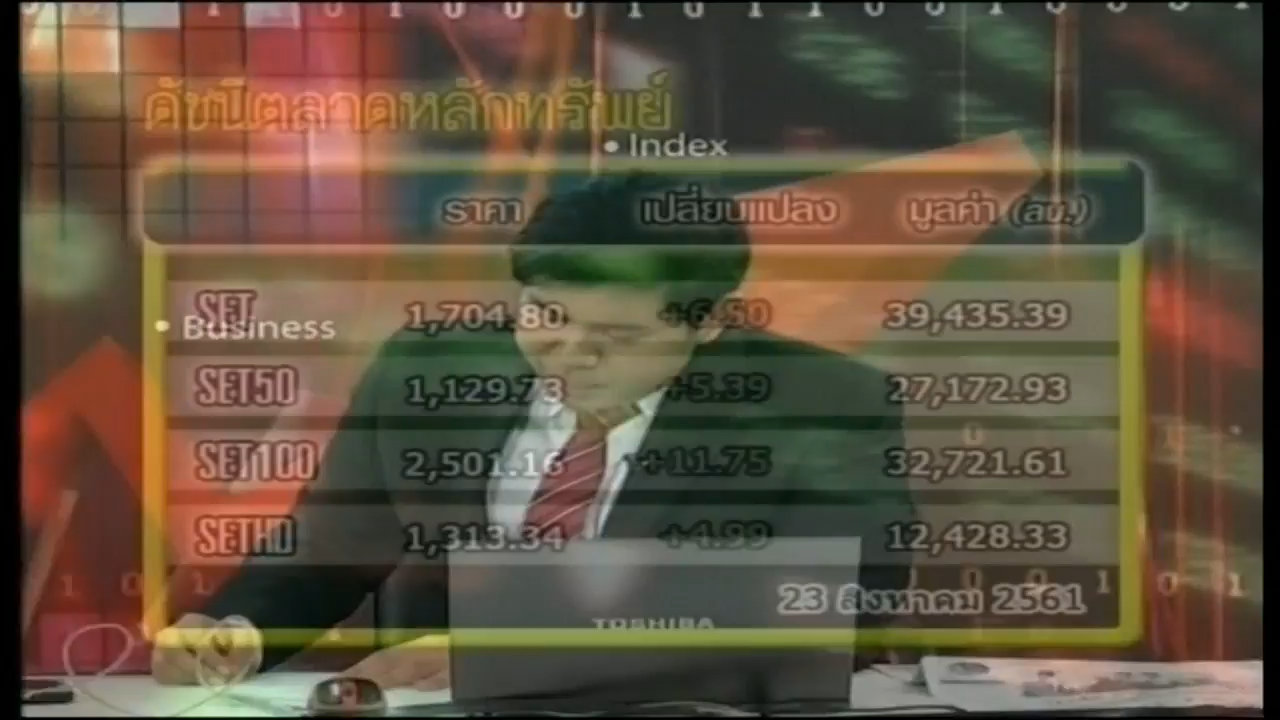 ดัชนีตลาดหลักทรัพย์
• Index
ราคา เปลี่ยนแปลง มูลค่า (ลบ.)
SET 1,704.80 +6.50 39,435.39
• Business
SET50 1,129.73 +5.39 27,172.93
SET100 2,501.16 +11.75 32,721.61
SETHD 1,313.34 +4.99 12,428.33
23 สิงหาคม 2561
TOSHIBA